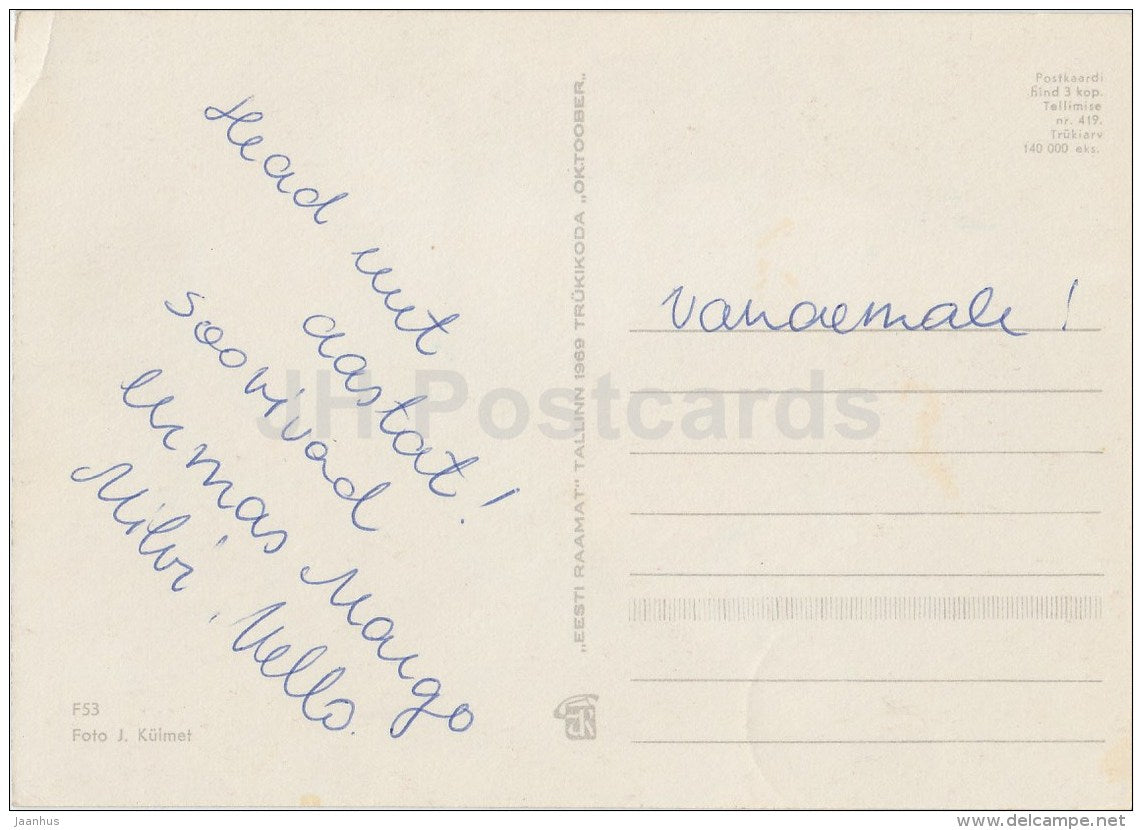 Head uut
aastat!
soovivad
Urmas Margo
Milvi, Vello.
F53
Foto J. Külmet
„EESTI RAAMAT” TALLINN 1969 TRÜKIKODA „OKTOOBER„
Postkaardi
hind 3 kop.
Tellimise
nr. 419.
Trükiarv
140 000 eks.
Vanaemale!
JH Postcards
Jaanhus
www.delcampe.net